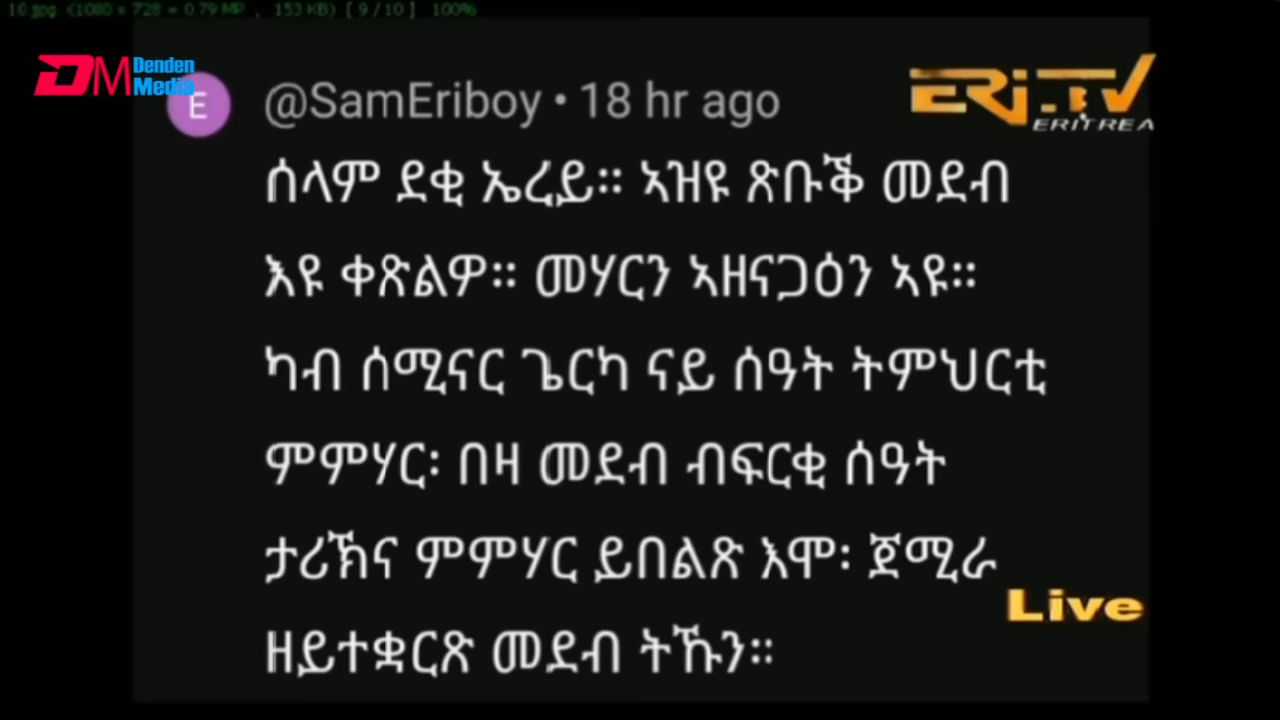 10.jpg (1080 x 728 = 0.79 MP , 153 KB) [ 9 / 10 ] 100%
DM Denden Media
ERi-TV
ERITREA
E
@SamEriboy • 18 hr ago
ሰላም ደቂ ኤረይ። ኣዝዩ ጽቡቕ መደብ
እዩ ቀጽልዎ። መሃርን ኣዘናጋዕን ኣዩ።
ካብ ሰሚናር ጌርካ ናይ ሰዓት ትምህርቲ
ምምሃር፡ በዛ መደብ ብፍርቂ ሰዓት
ታሪኽና ምምሃር ይበልጽ እሞ፡ ጀሚራ
ዘይተቋርጽ መደብ ትኹን።
Live